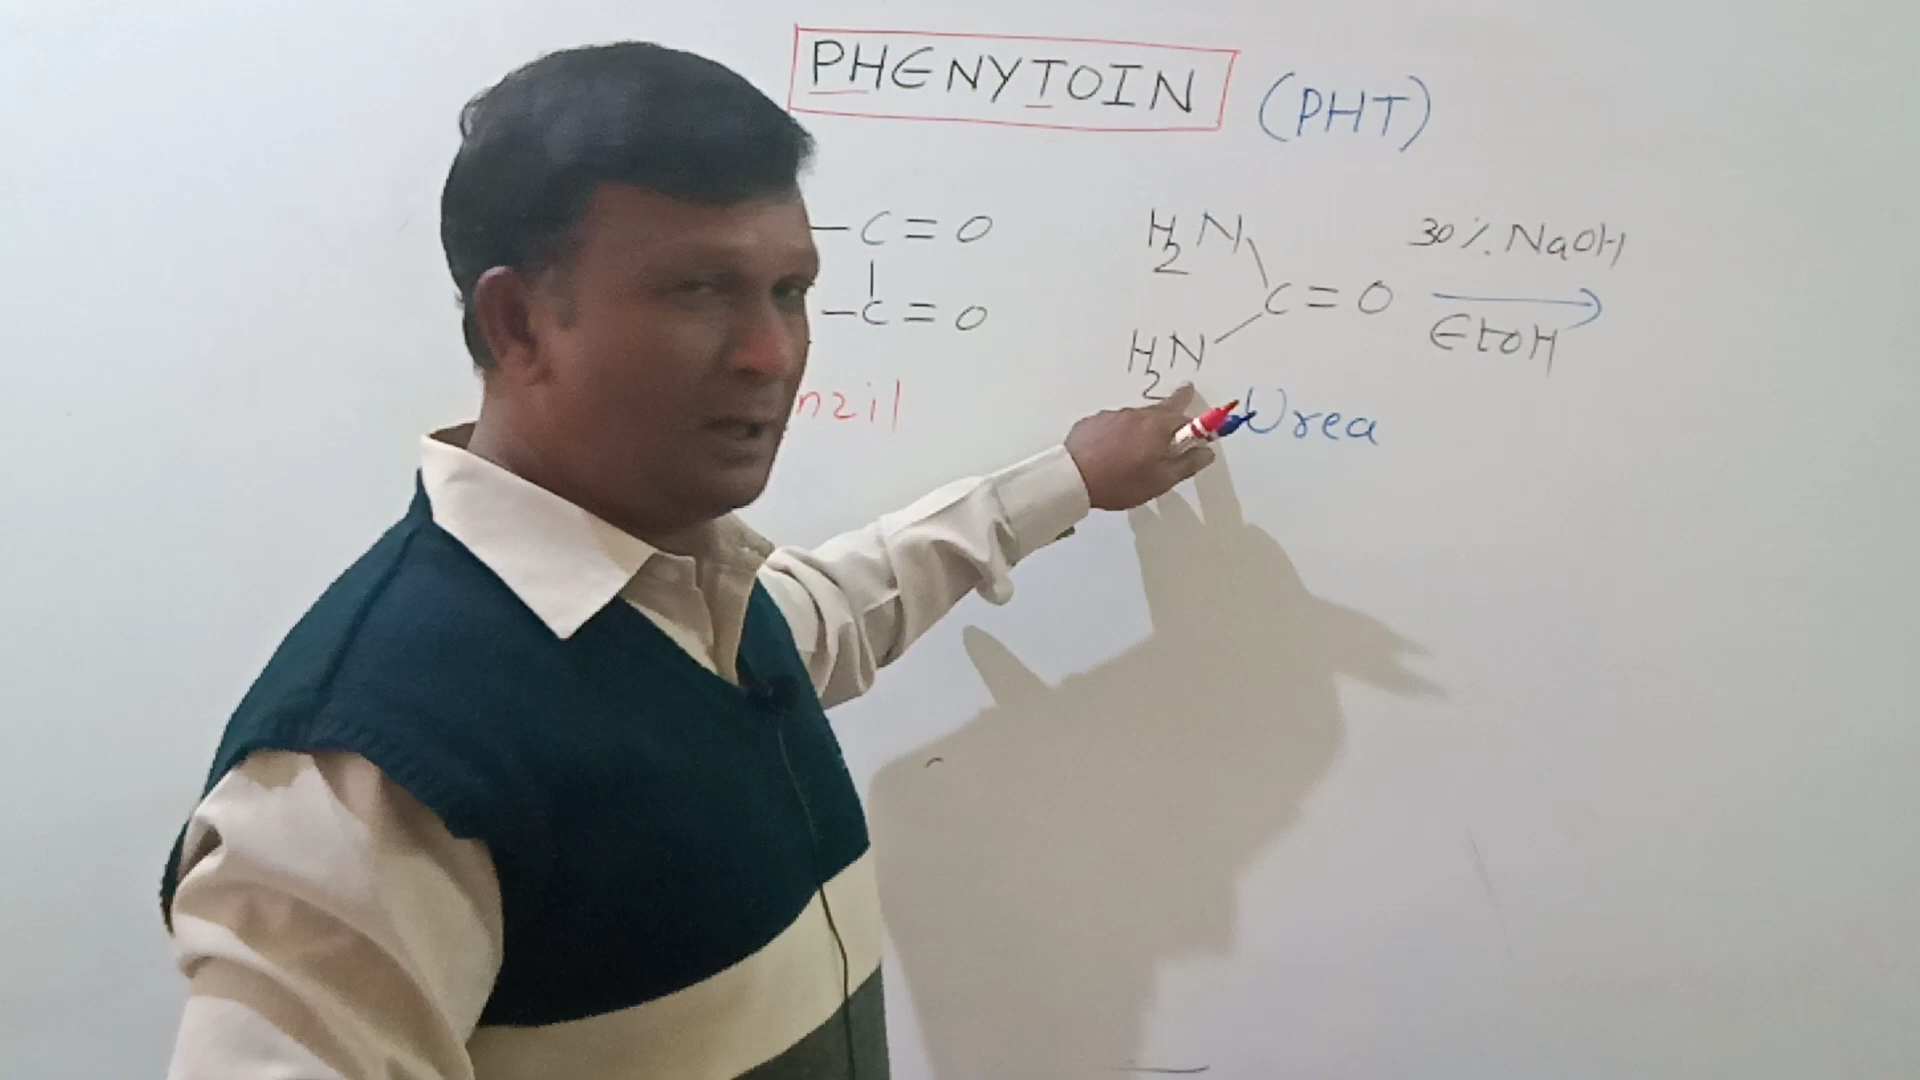 PHENYTOIN (PHT)
–C=O H2N 30% NaOH
C=O
–C=O EtOH
H2N
nzil Urea